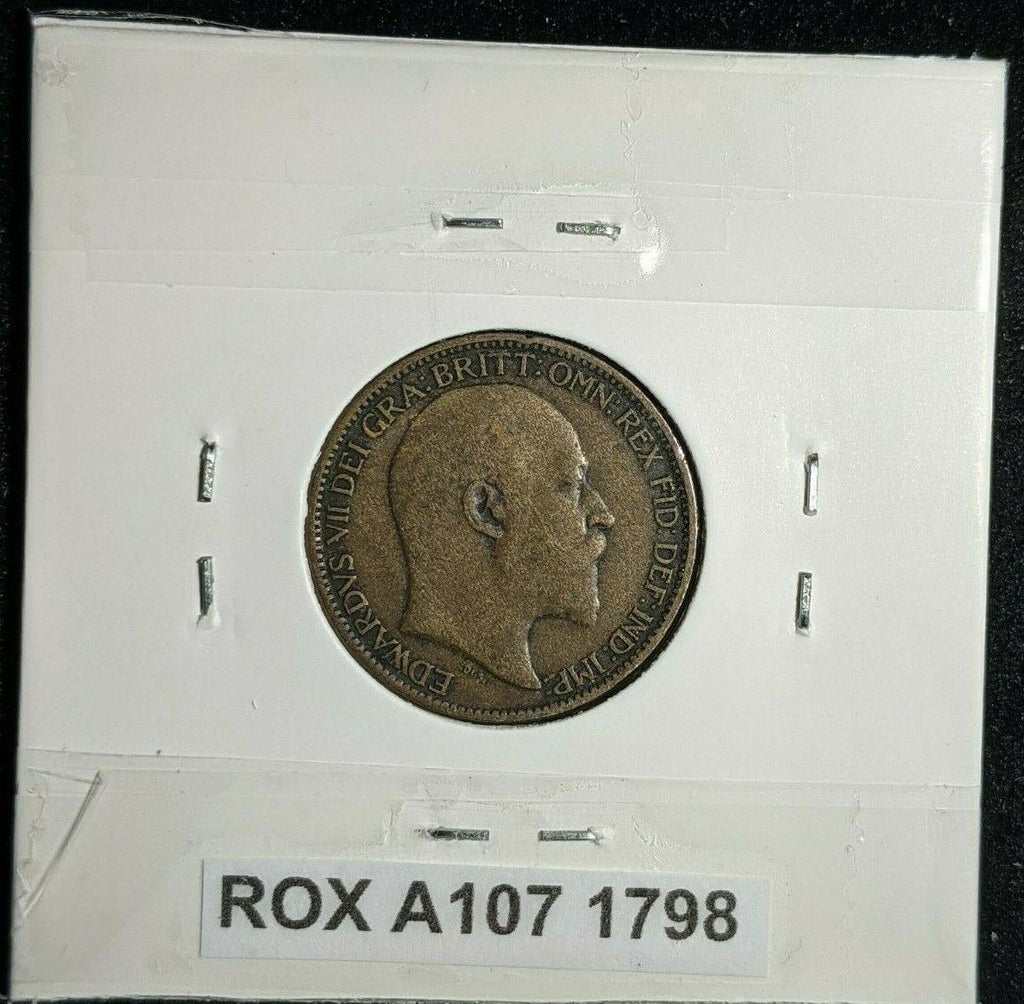 EDWARDVS VII DEI GRA: BRITT: OMN: REX FID: DEF: IND: IMP:
ROX A107 1798